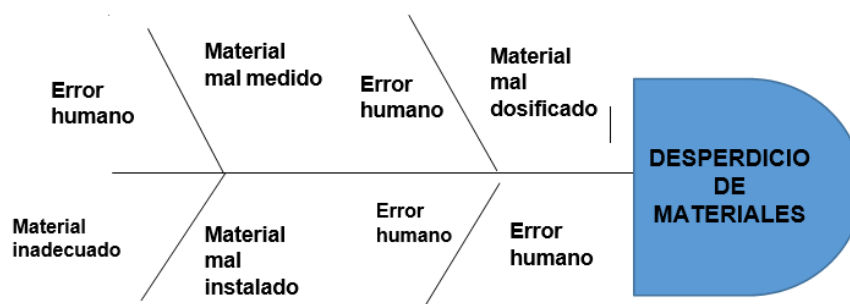 Error
humano
Material
mal medido
Error
humano
Material
mal
dosificado
DESPERDICIO
DE
MATERIALES
Material
inadecuado
Material
mal
instalado
Error
humano
Error
humano